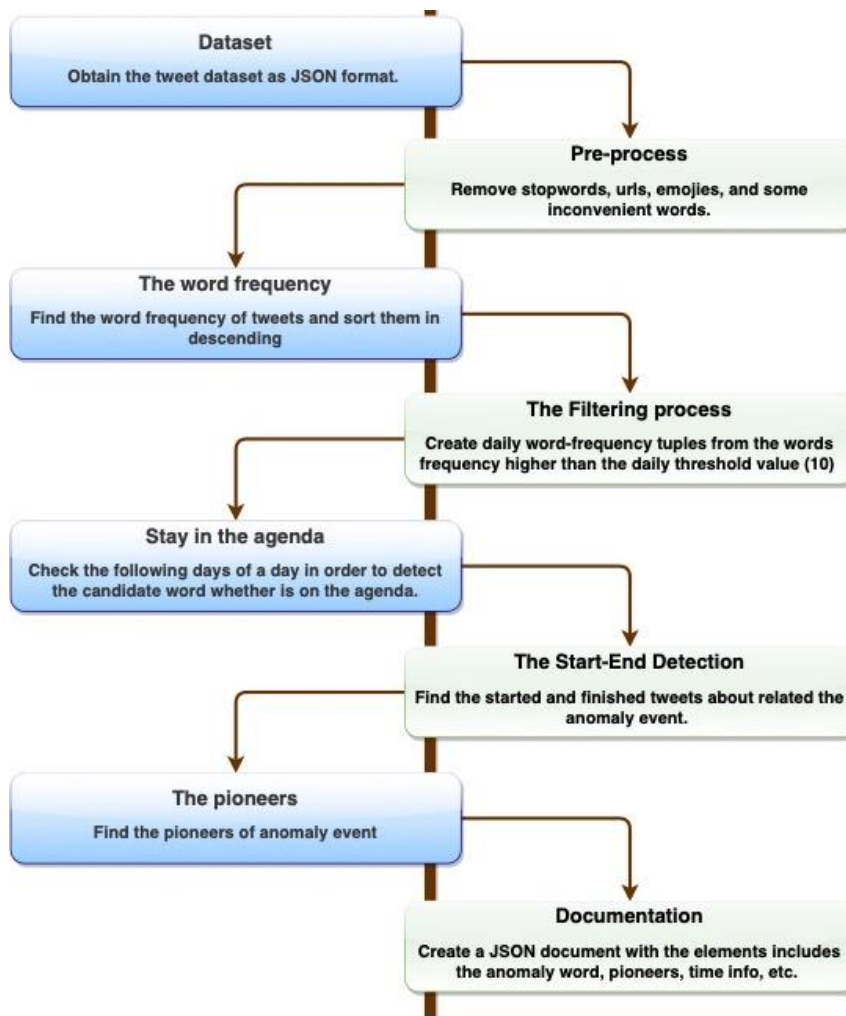 Dataset
Obtain the tweet dataset as JSON format.
Pre-process
Remove stopwords, urls, emojies, and some
inconvenient words.
The word frequency
Find the word frequency of tweets and sort them in
descending
The Filtering process
Create daily word-frequency tuples from the words
frequency higher than the daily threshold value (10)
Stay in the agenda
Check the following days of a day in order to detect
the candidate word whether is on the agenda.
The Start-End Detection
Find the started and finished tweets about related the
anomaly event.
The pioneers
Find the pioneers of anomaly event
Documentation
Create a JSON document with the elements includes
the anomaly word, pioneers, time info, etc.